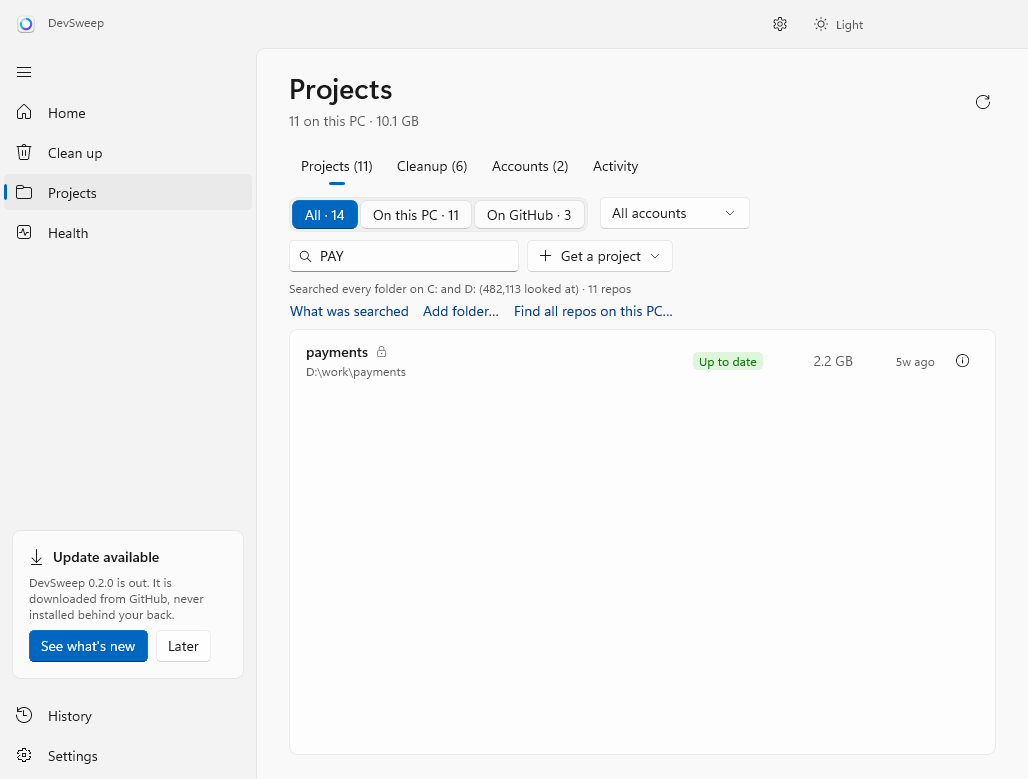 DevSweep
Light
Home
Clean up
Projects
Health
Projects
11 on this PC · 10.1 GB
Projects (11) Cleanup (6) Accounts (2) Activity
All · 14 On this PC · 11 On GitHub · 3 All accounts
PAY Get a project
Searched every folder on C: and D: (482,113 looked at) · 11 repos
What was searched Add folder... Find all repos on this PC...
payments Up to date 2.2 GB 5w ago
D:\work\payments
Update available
DevSweep 0.2.0 is out. It is
downloaded from GitHub, never
installed behind your back.
See what's new Later
History
Settings